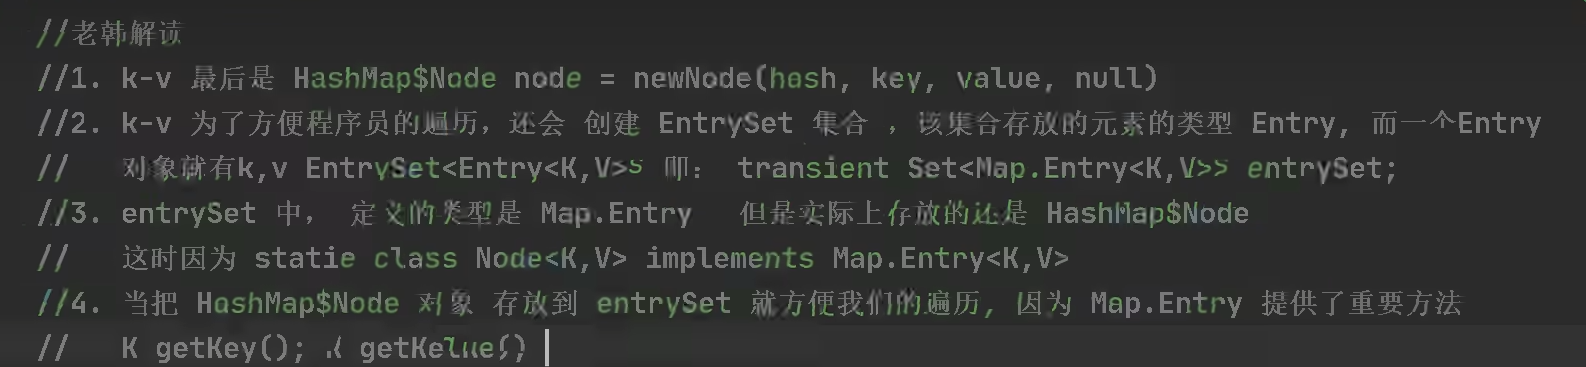 //老韩解读
//1. k-v 最后是 HashMap$Node node = newNode(hash, key, value, null)
//2. k-v 为了方便程序员的遍历，还会 创建 EntrySet 集合 ，该集合存放的元素的类型 Entry, 而一个Entry
// 对象就有k,v EntrySet<Entry<K,V>> 即： transient Set<Map.Entry<K,V>> entrySet;
//3. entrySet 中， 定义的类型是 Map.Entry 但是实际上存放的还是 HashMap$Node
// 这时因为 static class Node<K,V> implements Map.Entry<K,V>
//4. 当把 HashMap$Node 对象 存放到 entrySet 就方便我们的遍历, 因为 Map.Entry 提供了重要方法
// K getKey();